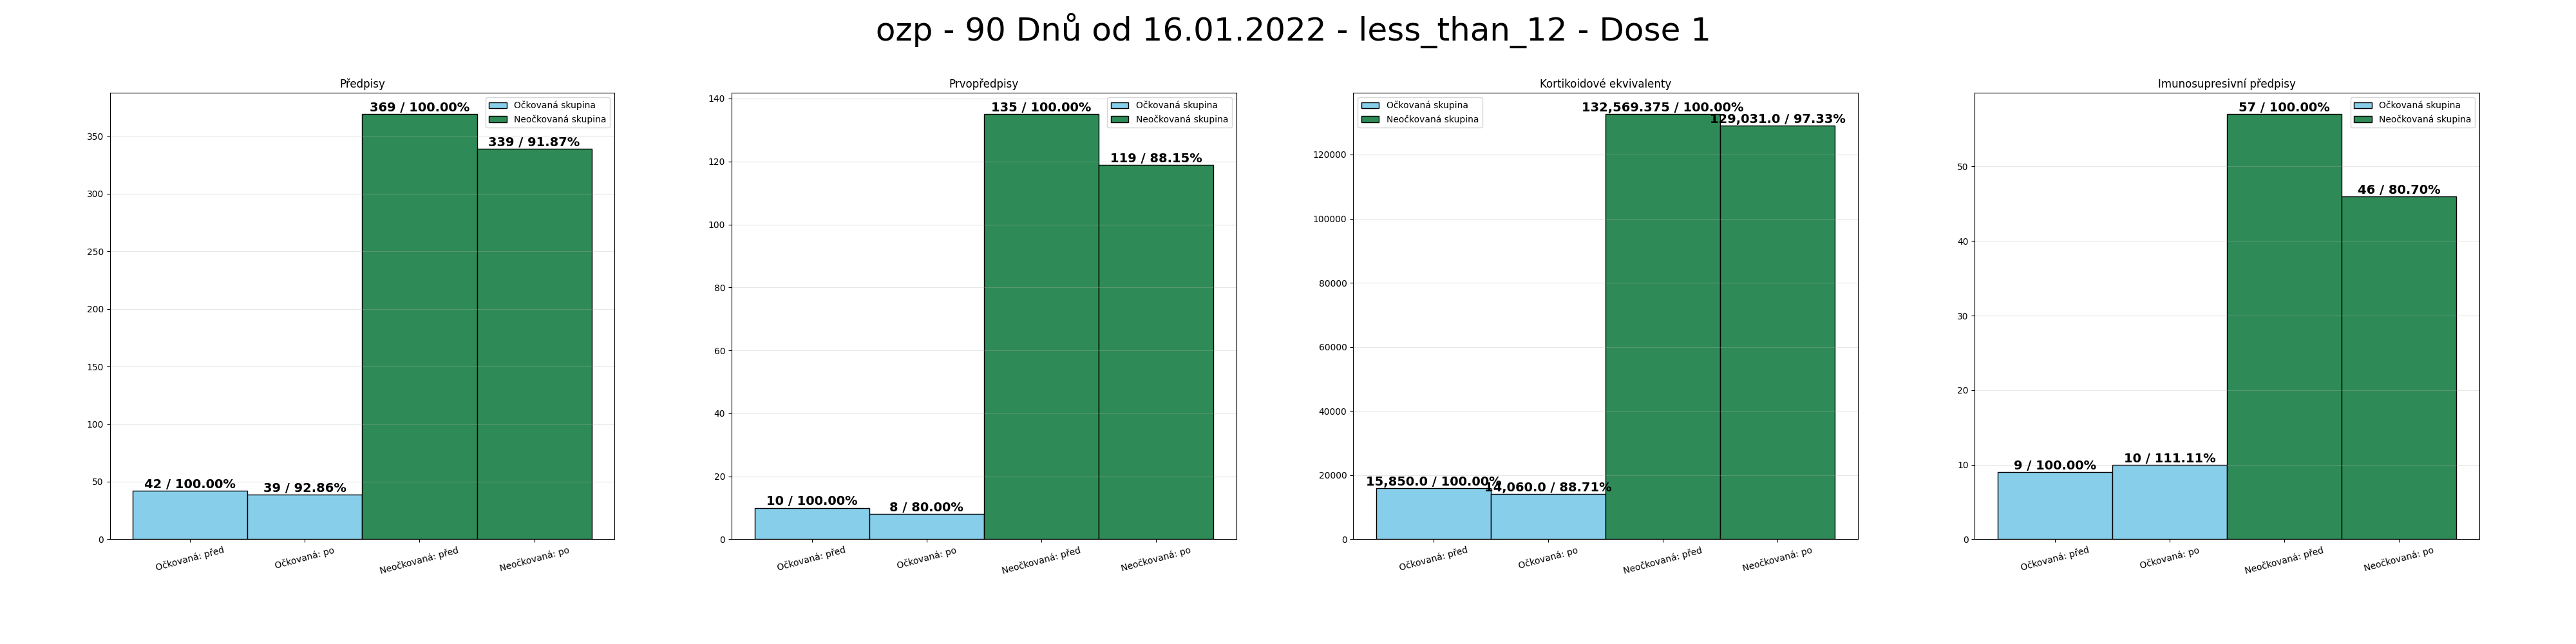 ozp - 90 Dnů od 16.01.2022 - less_than_12 - Dose 1
Předpisy
350
300
250
200
150
100
50
0
42 / 100.00%
39 / 92.86%
369 / 100.00%
339 / 91.87%
Očkovaná skupina
Neočkovaná skupina
Očkovaná: před
Očkovaná: po
Neočkovaná: před
Neočkovaná: po
Prvopředpisy
140
120
100
80
60
40
20
0
10 / 100.00%
8 / 80.00%
135 / 100.00%
119 / 88.15%
Očkovaná skupina
Neočkovaná skupina
Očkovaná: před
Očkovaná: po
Neočkovaná: před
Neočkovaná: po
Kortikoidové ekvivalenty
120000
100000
80000
60000
40000
20000
0
15,850.0 / 100.00%
14,060.0 / 88.71%
132,569.375 / 100.00%
129,031.0 / 97.33%
Očkovaná skupina
Neočkovaná skupina
Očkovaná: před
Očkovaná: po
Neočkovaná: před
Neočkovaná: po
Imunosupresivní předpisy
50
40
30
20
10
0
9 / 100.00%
10 / 111.11%
57 / 100.00%
46 / 80.70%
Očkovaná skupina
Neočkovaná skupina
Očkovaná: před
Očkovaná: po
Neočkovaná: před
Neočkovaná: po